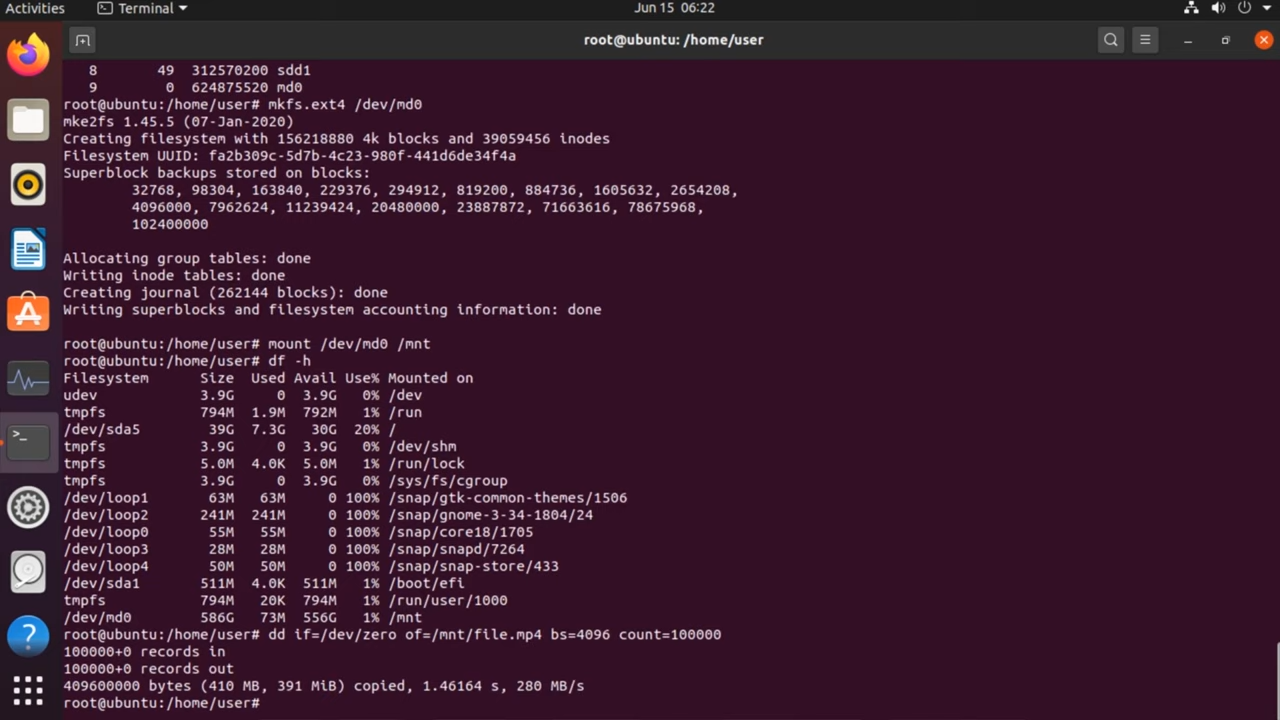 Activities Terminal Jun 15 06:22
root@ubuntu: /home/user
8 49 312570200 sdd1
9 0 624875520 md0
root@ubuntu:/home/user# mkfs.ext4 /dev/md0
mke2fs 1.45.5 (07-Jan-2020)
Creating filesystem with 156218880 4k blocks and 39059456 inodes
Filesystem UUID: fa2b309c-5d7b-4c23-980f-441d6de34f4a
Superblock backups stored on blocks:
32768, 98304, 163840, 229376, 294912, 819200, 884736, 1605632, 2654208,
4096000, 7962624, 11239424, 20480000, 23887872, 71663616, 78675968,
102400000
Allocating group tables: done
Writing inode tables: done
Creating journal (262144 blocks): done
Writing superblocks and filesystem accounting information: done
root@ubuntu:/home/user# mount /dev/md0 /mnt
root@ubuntu:/home/user# df -h
Filesystem Size Used Avail Use% Mounted on
udev 3.9G 0 3.9G 0% /dev
tmpfs 794M 1.9M 792M 1% /run
/dev/sda5 39G 7.3G 30G 20% /
tmpfs 3.9G 0 3.9G 0% /dev/shm
tmpfs 5.0M 4.0K 5.0M 1% /run/lock
tmpfs 3.9G 0 3.9G 0% /sys/fs/cgroup
/dev/loop1 63M 63M 0 100% /snap/gtk-common-themes/1506
/dev/loop2 241M 241M 0 100% /snap/gnome-3-34-1804/24
/dev/loop0 55M 55M 0 100% /snap/core18/1705
/dev/loop3 28M 28M 0 100% /snap/snapd/7264
/dev/loop4 50M 50M 0 100% /snap/snap-store/433
/dev/sda1 511M 4.0K 511M 1% /boot/efi
tmpfs 794M 20K 794M 1% /run/user/1000
/dev/md0 586G 73M 556G 1% /mnt
root@ubuntu:/home/user# dd if=/dev/zero of=/mnt/file.mp4 bs=4096 count=100000
100000+0 records in
100000+0 records out
409600000 bytes (410 MB, 391 MiB) copied, 1.46164 s, 280 MB/s
root@ubuntu:/home/user#